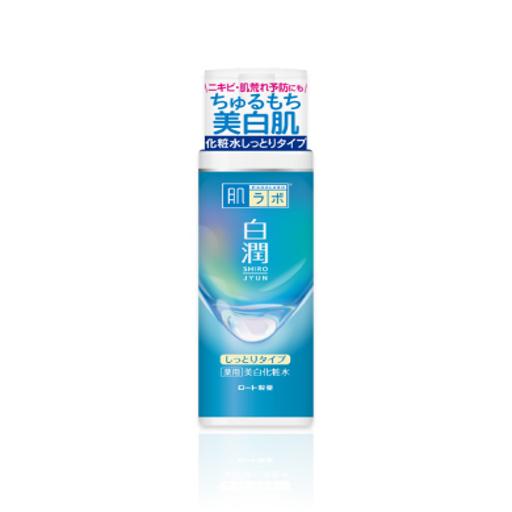 ニキビ・肌荒れ予防にも
ちゅるもち
美白肌
化粧水しっとりタイプ
HADALABO
肌ラボ
白潤
SHIRO
JYUN
しっとりタイプ
[薬用]美白化粧水
ロート製薬